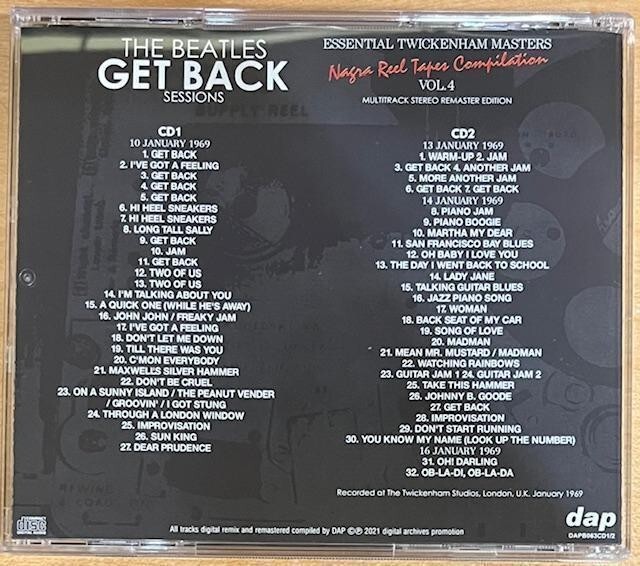 THE BEATLES
GET BACK
SESSIONS
ESSENTIAL TWICKENHAM MASTERS
Nagra Reel Tapes Compilation
VOL.4
MULTITRACK STEREO REMASTER EDITION
SUPPLY REEL
CD1
10 JANUARY 1969
1. GET BACK
2. I'VE GOT A FEELING
3. GET BACK
4. GET BACK
5. GET BACK
6. HI HEEL SNEAKERS
7. HI HEEL SNEAKERS
8. LONG TALL SALLY
9. GET BACK
10. JAM
11. GET BACK
12. TWO OF US
13. TWO OF US
14. I'M TALKING ABOUT YOU
15. A QUICK ONE (WHILE HE'S AWAY)
16. JOHN JOHN / FREAKY JAM
17. I'VE GOT A FEELING
18. DON'T LET ME DOWN
19. TILL THERE WAS YOU
20. C'MON EVERYBODY
21. MAXWELLS SILVER HAMMER
22. DON'T BE CRUEL
23. ON A SUNNY ISLAND / THE PEANUT VENDER
/ GROOVIN' / I GOT STUNG
24. THROUGH A LONDON WINDOW
25. IMPROVISATION
26. SUN KING
27. DEAR PRUDENCE
CD2
13 JANUARY 1969
1. WARM-UP 2. JAM
3. GET BACK 4. ANOTHER JAM
5. MORE ANOTHER JAM
6. GET BACK 7. GET BACK
14 JANUARY 1969
8. PIANO JAM
9. PIANO BOOGIE
10. MARTHA MY DEAR
11. SAN FRANCISCO BAY BLUES
12. OH BABY I LOVE YOU
13. THE DAY I WENT BACK TO SCHOOL
14. LADY JANE
15. TALKING GUITAR BLUES
16. JAZZ PIANO SONG
17. WOMAN
18. BACK SEAT OF MY CAR
19. SONG OF LOVE
20. MADMAN
21. MEAN MR. MUSTARD / MADMAN
22. WATCHING RAINBOWS
23. GUITAR JAM 1 24. GUITAR JAM 2
25. TAKE THIS HAMMER
26. JOHNNY B. GOODE
27. GET BACK
28. IMPROVISATION
29. DON'T START RUNNING
30. YOU KNOW MY NAME (LOOK UP THE NUMBER)
16 JANUARY 1969
31. OH! DARLING
32. OB-LA-DI, OB-LA-DA
Recorded at The Twickenham Studios, London, U.K. January 1969
COMPACT
disc
DIGITAL AUDIO
All tracks digital remix and remastered compiled by DAP ©℗ 2021 digital archives promotion
dap
DAPB063CD1/2